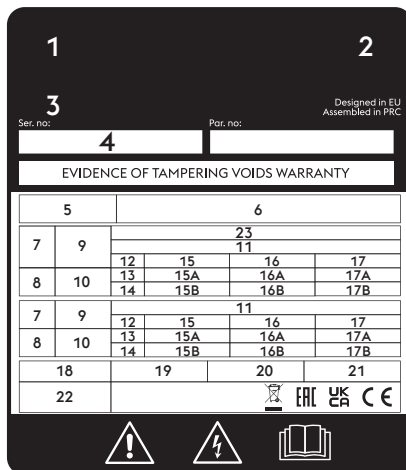 1 2
3
Designed in EU
Assembled in PRC
Ser. no: Par. no:
4
EVIDENCE OF TAMPERING VOIDS WARRANTY
5 6
7 9 23
11
12 15 16 17
8 10 13 15A 16A 17A
14 15B 16B 17B
7 9 11
12 15 16 17
8 10 13 15A 16A 17A
14 15B 16B 17B
18 19 20 21
22 EAC UK CA CE